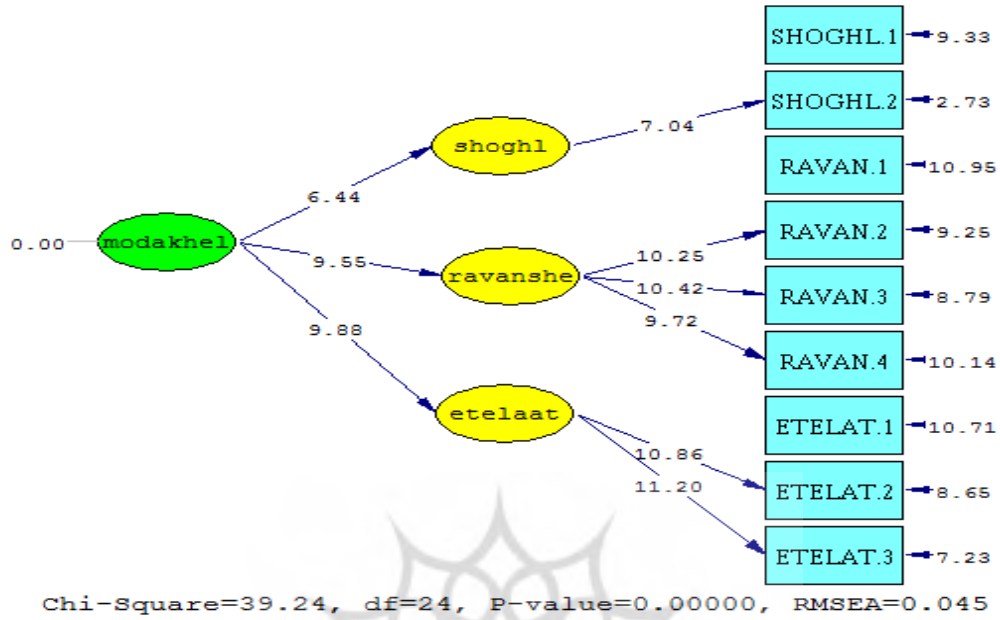 SHOGHL.1
9.33
SHOGHL.2
2.73
7.04
shoghl
RAVAN.1
10.95
6.44
RAVAN.2
9.25
0.00
modakhel
10.25
9.55
ravanshe
10.42
RAVAN.3
8.79
9.72
9.88
RAVAN.4
10.14
etelaat
ETELAT.1
10.71
10.86
11.20
ETELAT.2
8.65
ETELAT.3
7.23
Chi-Square=39.24, df=24, P-value=0.00000, RMSEA=0.045